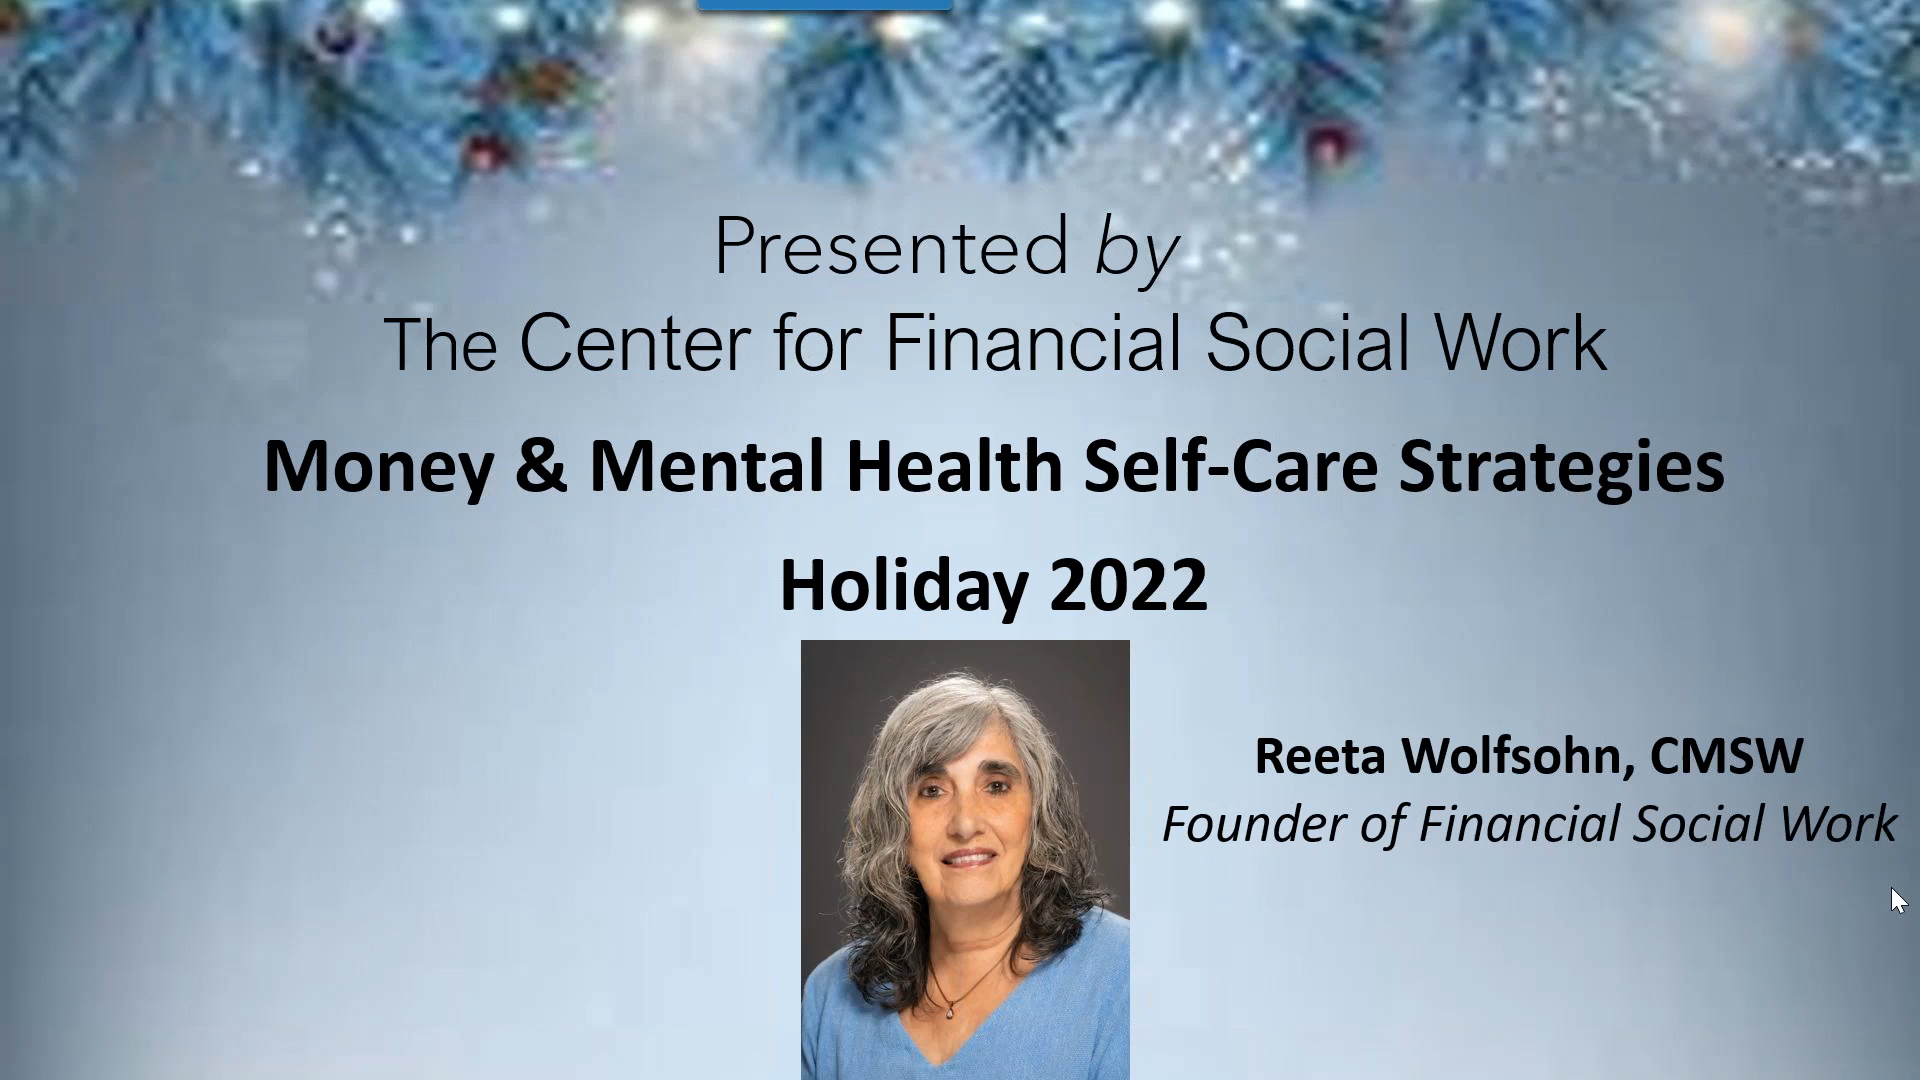 Presented by
The Center for Financial Social Work
Money & Mental Health Self-Care Strategies
Holiday 2022
Reeta Wolfsohn, CMSW
Founder of Financial Social Work